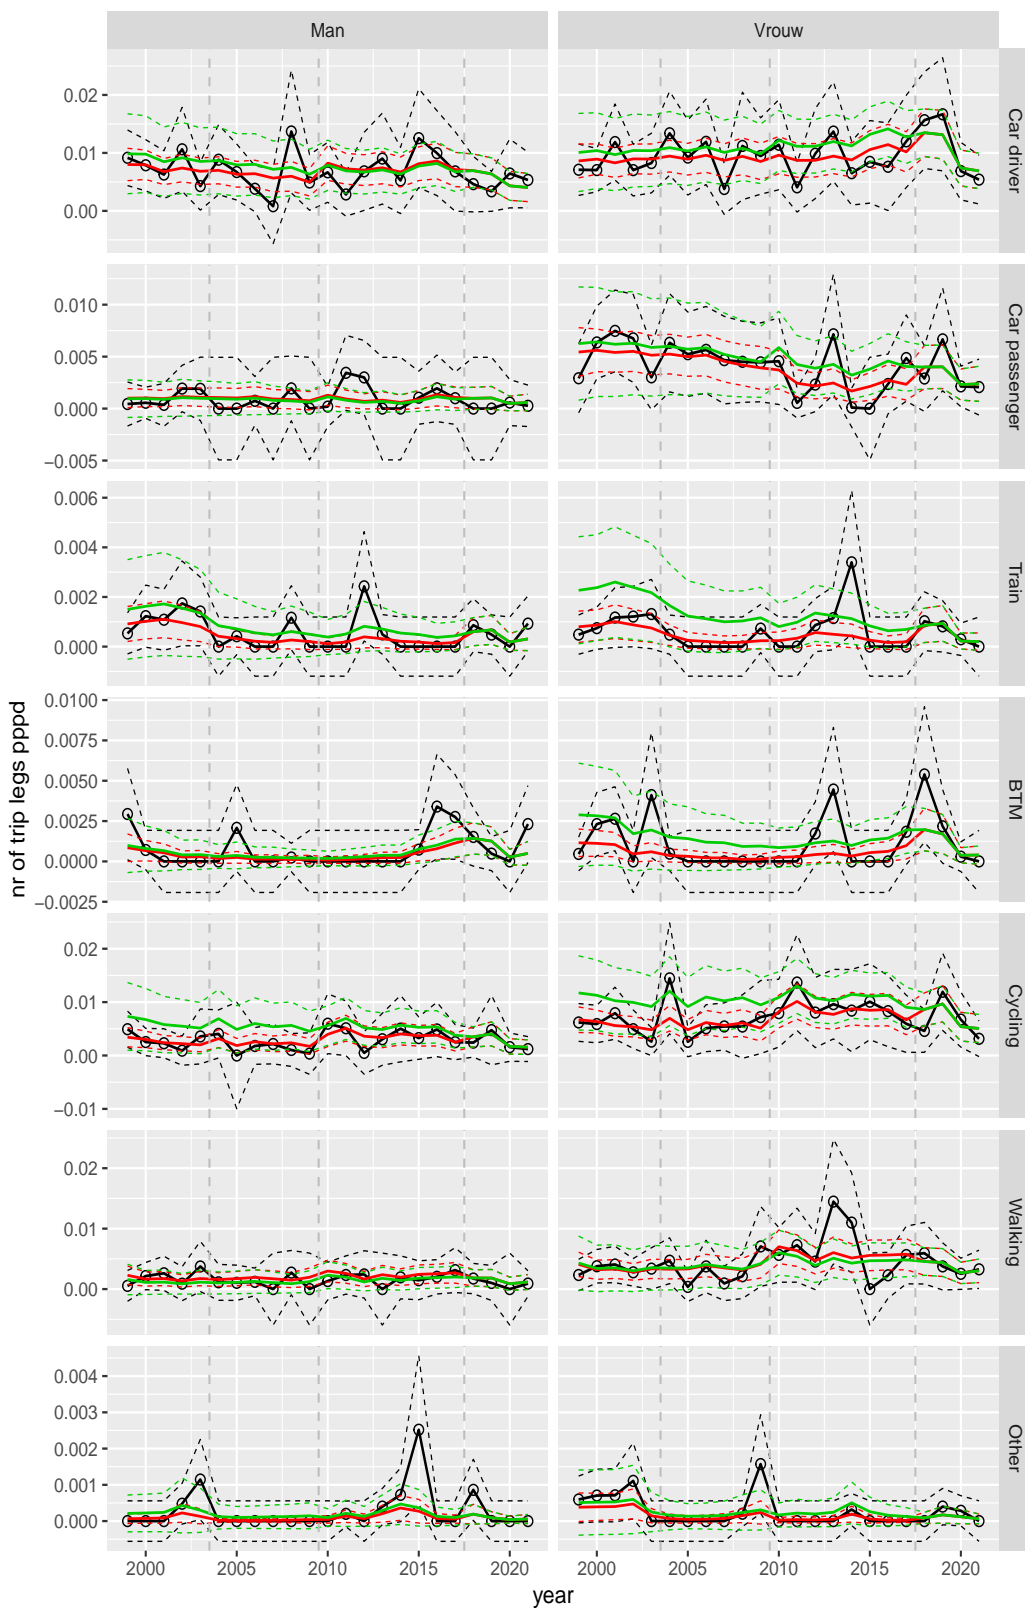 Man
Vrouw
0.02
0.01
0.00
Car driver
0.010
0.005
0.000
−0.005
Car passenger
0.006
0.004
0.002
0.000
Train
0.0100
0.0075
0.0050
0.0025
0.0000
−0.0025
BTM
0.02
0.01
0.00
−0.01
Cycling
0.02
0.01
0.00
Walking
0.004
0.003
0.002
0.001
0.000
Other
nr of trip legs pppd
2000 2005 2010 2015 2020
2000 2005 2010 2015 2020
year